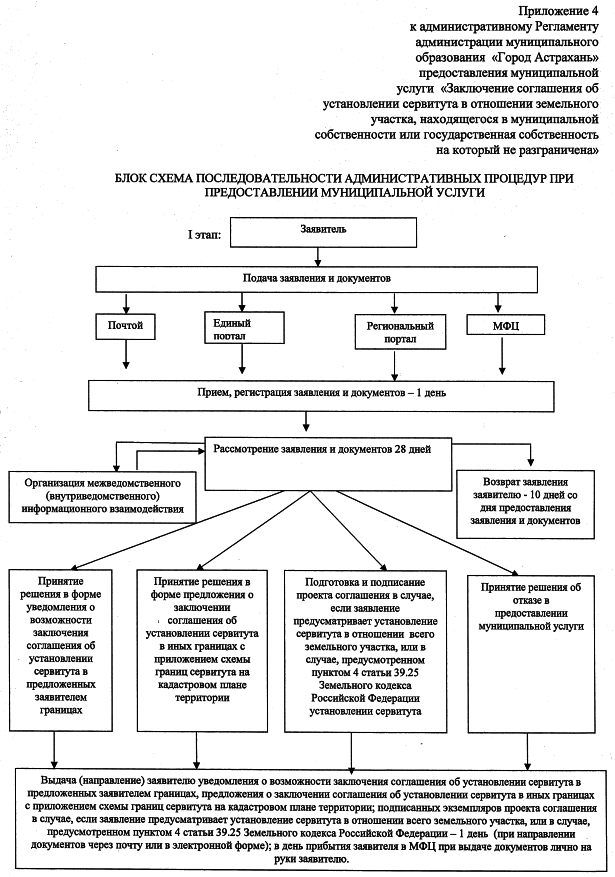 Приложение 4
к административному Регламенту
администрации муниципального
образования «Город Астрахань»
предоставления муниципальной
услуги «Заключение соглашения об
установлении сервитута в отношении земельного
участка, находящегося в муниципальной
собственности или государственная собственность
на который не разграничена»
БЛОК СХЕМА ПОСЛЕДОВАТЕЛЬНОСТИ АДМИНИСТРАТИВНЫХ ПРОЦЕДУР ПРИ
ПРЕДОСТАВЛЕНИИ МУНИЦИПАЛЬНОЙ УСЛУГИ
I этап:
Заявитель
Подача заявления и документов
Почтой
Единый
портал
Региональный
портал
МФЦ
Прием, регистрация заявления и документов – 1 день
Рассмотрение заявления и документов 28 дней
Организация межведомственного
(внутриведомственного)
информационного взаимодействия
Возврат заявления
заявителю - 10 дней со
дня предоставления
заявления и документов
Принятие
решения в форме
уведомления о
возможности
заключения
соглашения об
установлении
сервитута в
предложенных
заявителем
границах
Принятие решения в
форме предложения о
заключении
соглашения об
установлении сервитута
в иных границах с
приложением схемы
границ сервитута на
кадастровом плане
территории
Подготовка и подписание
проекта соглашения в случае,
если заявление
предусматривает установление
сервитута в отношении всего
земельного участка, или в
случае, предусмотренном
пунктом 4 статьи 39.25
Земельного кодекса
Российской Федерации
установлении сервитута
Принятие решения об
отказе в
предоставлении
муниципальной услуги
Выдача (направление) заявителю уведомления о возможности заключения соглашения об установлении сервитута в
предложенных заявителем границах, предложения о заключении соглашения об установлении сервитута в иных границах
с приложением схемы границ сервитута на кадастровом плане территории; подписанных экземпляров проекта соглашения
в случае, если заявление предусматривает установление сервитута в отношении всего земельного участка, или в случае,
предусмотренном пунктом 4 статьи 39.25 Земельного кодекса Российской Федерации – 1 день (при направлении
документов через почту или в электронной форме); в день прибытия заявителя в МФЦ при выдаче документов лично на
руки заявителю.